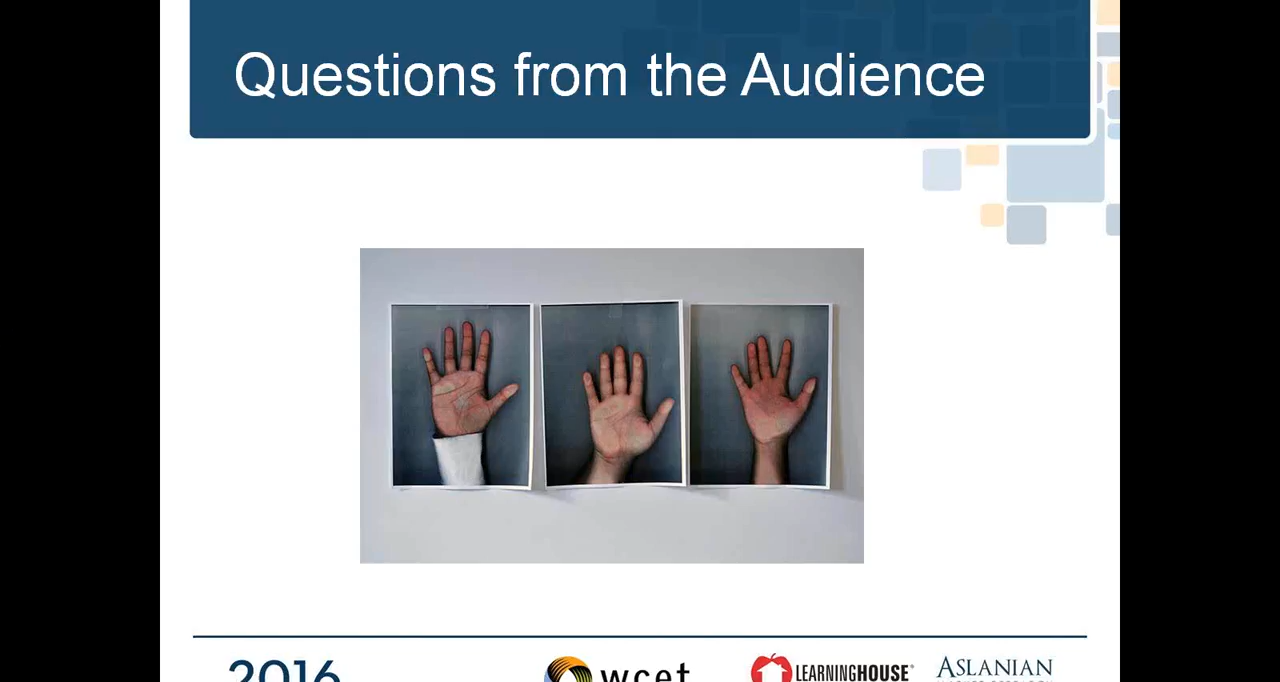 Questions from the Audience
2016
wcet
LEARNINGHOUSE®
ASLANIAN